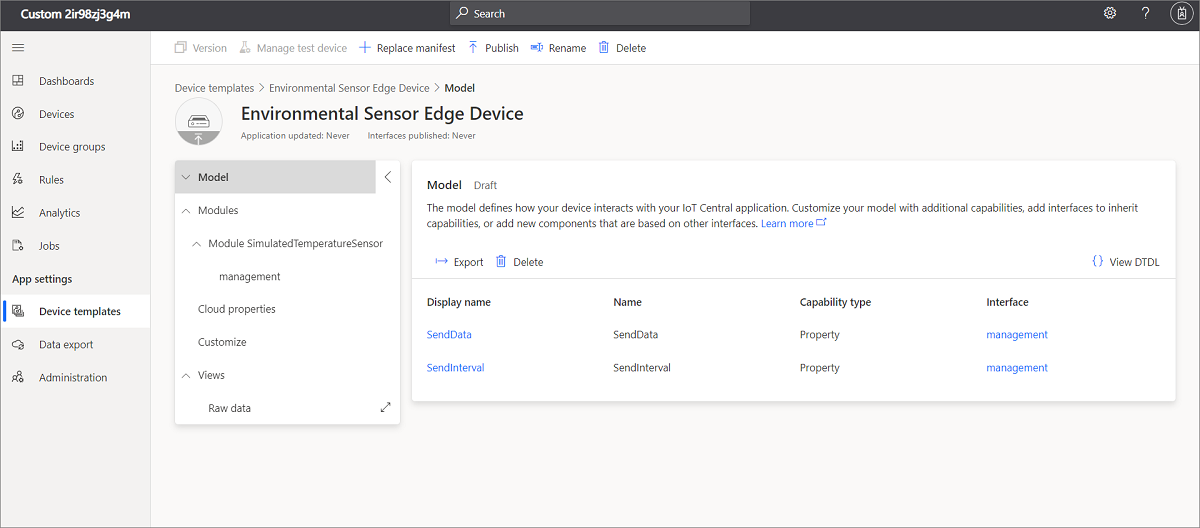 Custom 2ir98zj3g4m
Search
?
Version
Manage test device
Replace manifest
Publish
Rename
Delete
Dashboards
Devices
Device groups
Rules
Analytics
Jobs
App settings
Device templates
Data export
Administration
Device templates > Environmental Sensor Edge Device > Model
Environmental Sensor Edge Device
Application updated: Never Interfaces published: Never
Model
Modules
Module SimulatedTemperatureSensor
management
Cloud properties
Customize
Views
Raw data
Model Draft
The model defines how your device interacts with your IoT Central application. Customize your model with additional capabilities, add interfaces to inherit
capabilities, or add new components that are based on other interfaces. Learn more
Export Delete {} View DTDL
Display name Name Capability type Interface
SendData SendData Property management
SendInterval SendInterval Property management